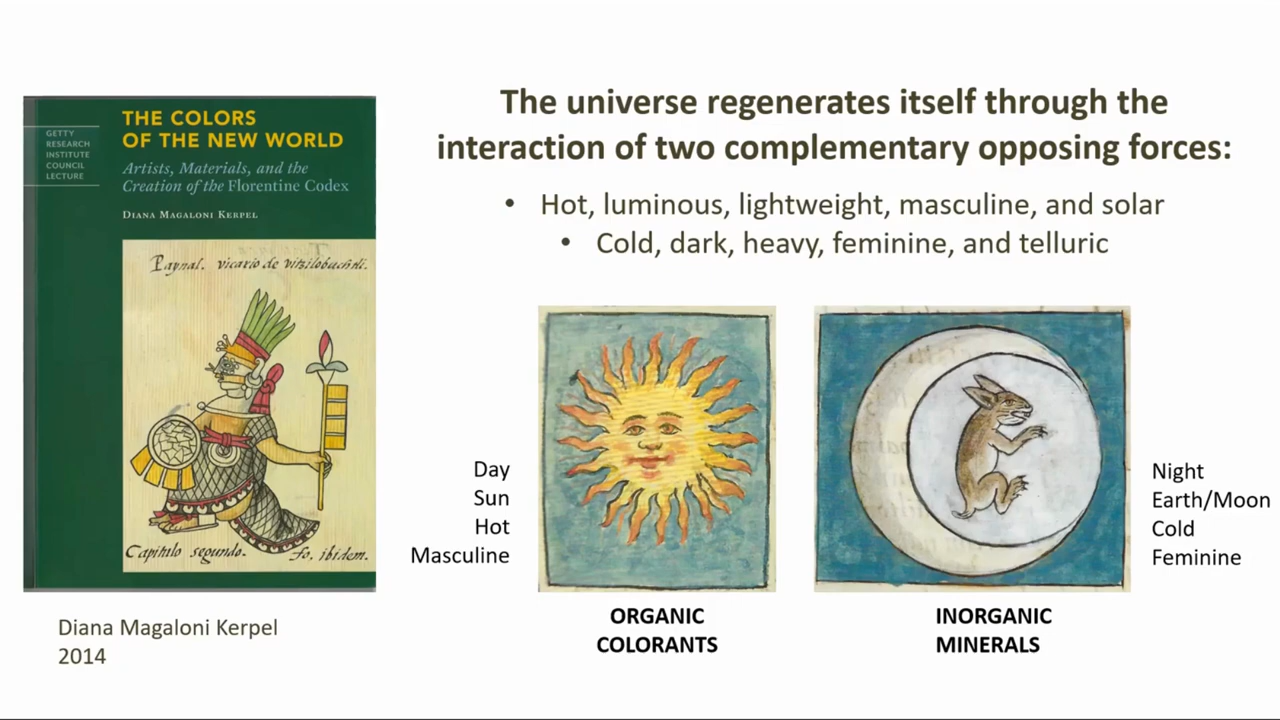 THE COLORS
OF THE NEW WORLD
GETTY
RESEARCH
INSTITUTE
COUNCIL
LECTURE
Artists, Materials, and the
Creation of the Florentine Codex
DIANA MAGALONI KERPEL
Paynal. vicario de vitzilobuchtli.
Capitulo segundo. fo, ibidem.
Diana Magaloni Kerpel
2014
The universe regenerates itself through the
interaction of two complementary opposing forces:
• Hot, luminous, lightweight, masculine, and solar
• Cold, dark, heavy, feminine, and telluric
Day
Sun
Hot
Masculine
ORGANIC
COLORANTS
INORGANIC
MINERALS
Night
Earth/Moon
Cold
Feminine